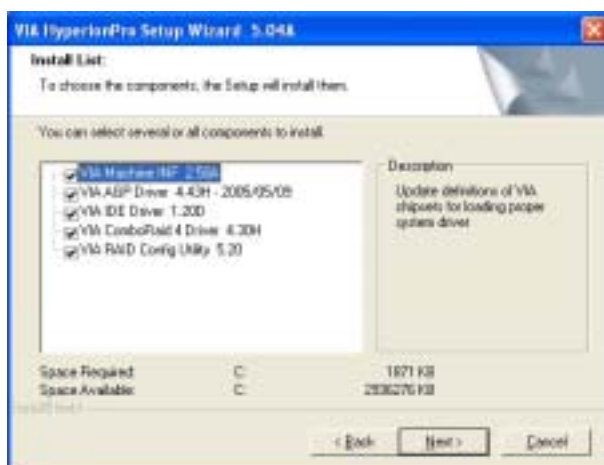 VIA HyperionPro Setup Wizard 5.04A
Install List:
To choose the components, the Setup will install them.
You can select several or all components to install.
VIA Machine INF 2.50A
VIA AGP Driver 4.43H - 2005/05/09
VIA IDE Driver 1.20D
VIA ComboRaid 4 Driver 4.30H
VIA RAID Config Utility 5.20
Description
Update definitions of VIA
chipsets for loading proper
system driver
Space Required: C: 1871 KB
Space Available: C: 2936276 KB
< Back
Next >
Cancel